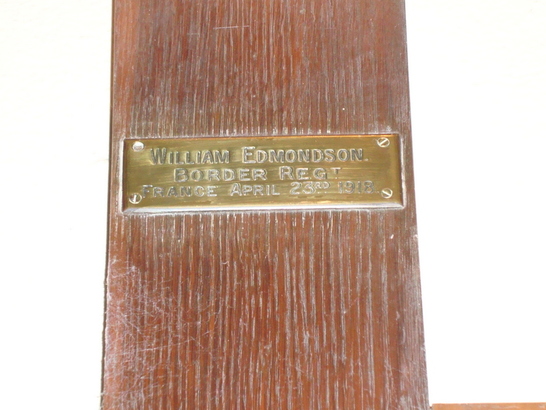 WILLIAM EDMONDSON.
BORDER REGT
FRANCE APRIL 23RD 1918.